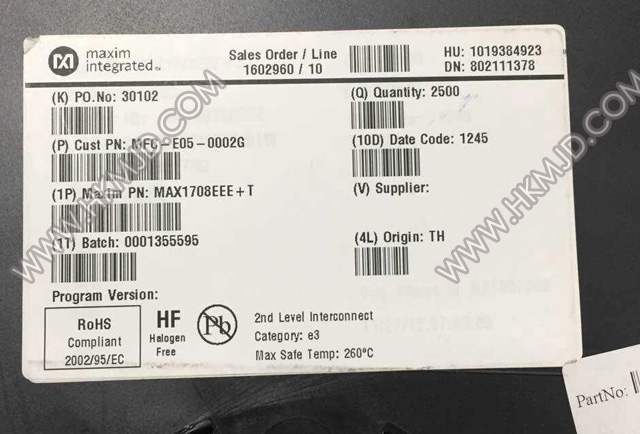 maxim
integrated™
Sales Order / Line
1602960 / 10
HU: 1019384923
DN: 802111378
(K) PO.No: 30102
(Q) Quantity: 2500
(P) Cust PN: MFC-E05-0002G
(10D) Date Code: 1245
(1P) Maxim PN: MAX1708EEE+T
(V) Supplier:
(1T) Batch: 0001355595
(4L) Origin: TH
Program Version:
RoHS
Compliant
2002/95/EC
HF
Halogen
Free
Pb
2nd Level Interconnect
Category: e3
Max Safe Temp: 260ºC
PartNo:
WWW.HKMJD.COM
WWW.HKMJD.COM